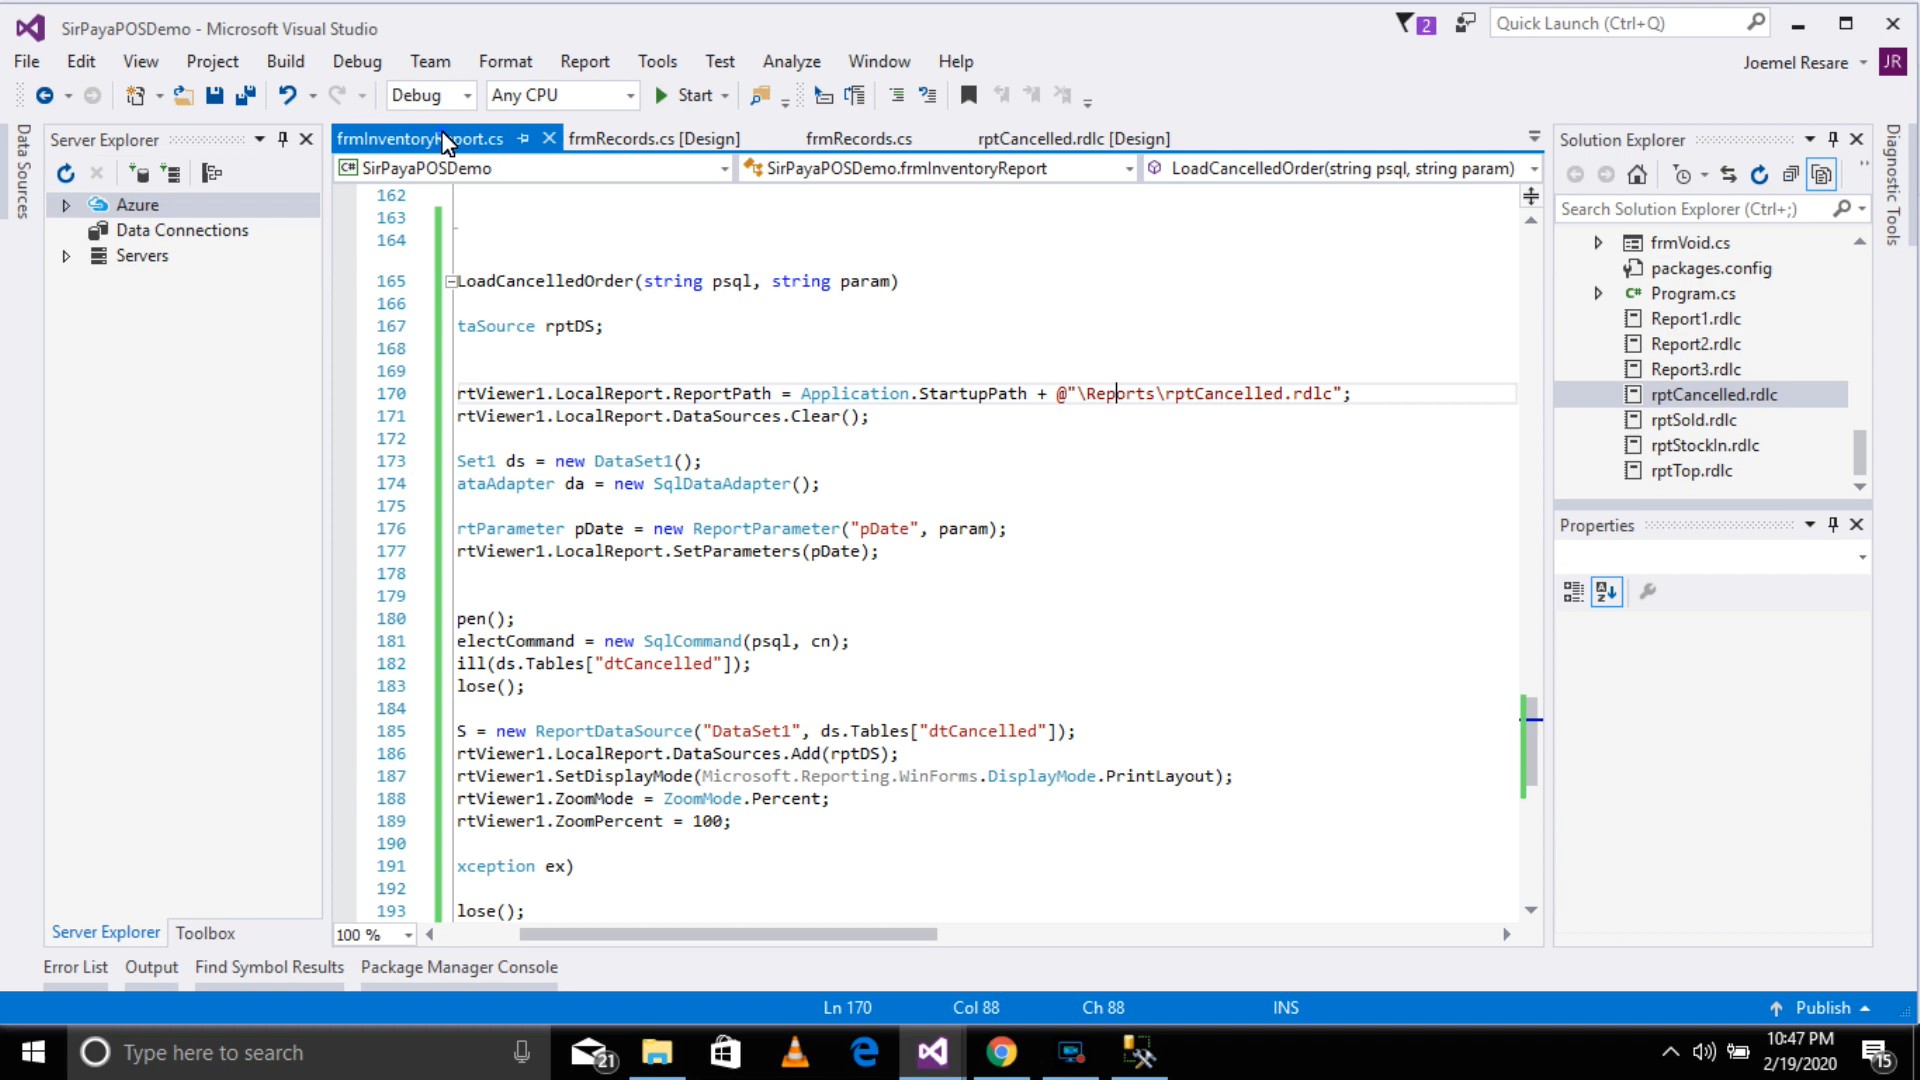 SirPayaPOSDemo - Microsoft Visual Studio
2
Quick Launch (Ctrl+Q)
File Edit View Project Build Debug Team Format Report Tools Test Analyze Window Help
Joemel Resare
JR
Debug
Any CPU
Start
Data Sources
Server Explorer
Azure
Data Connections
Servers
Server Explorer
Toolbox
frmInventoryReport.cs
frmRecords.cs [Design]
frmRecords.cs
rptCancelled.rdlc [Design]
C# SirPayaPOSDemo
SirPayaPOSDemo.frmInventoryReport
LoadCancelledOrder(string psql, string param)
162
163
164
165 LoadCancelledOrder(string psql, string param)
166
167 taSource rptDS;
168
169
170 rtViewer1.LocalReport.ReportPath = Application.StartupPath + @"\Reports\rptCancelled.rdlc";
171 rtViewer1.LocalReport.DataSources.Clear();
172
173 Set1 ds = new DataSet1();
174 ataAdapter da = new SqlDataAdapter();
175
176 rtParameter pDate = new ReportParameter("pDate", param);
177 rtViewer1.LocalReport.SetParameters(pDate);
178
179
180 pen();
181 electCommand = new SqlCommand(psql, cn);
182 ill(ds.Tables["dtCancelled"]);
183 lose();
184
185 S = new ReportDataSource("DataSet1", ds.Tables["dtCancelled"]);
186 rtViewer1.LocalReport.DataSources.Add(rptDS);
187 rtViewer1.SetDisplayMode(Microsoft.Reporting.WinForms.DisplayMode.PrintLayout);
188 rtViewer1.ZoomMode = ZoomMode.Percent;
189 rtViewer1.ZoomPercent = 100;
190
191 xception ex)
192
193 lose();
100 %
Solution Explorer
Search Solution Explorer (Ctrl+;)
frmVoid.cs
packages.config
C# Program.cs
Report1.rdlc
Report2.rdlc
Report3.rdlc
rptCancelled.rdlc
rptSold.rdlc
rptStockIn.rdlc
rptTop.rdlc
Properties
Diagnostic Tools
Error List
Output
Find Symbol Results
Package Manager Console
Ln 170
Col 88
Ch 88
INS
Publish
Type here to search
21
10:47 PM
2/19/2020
15